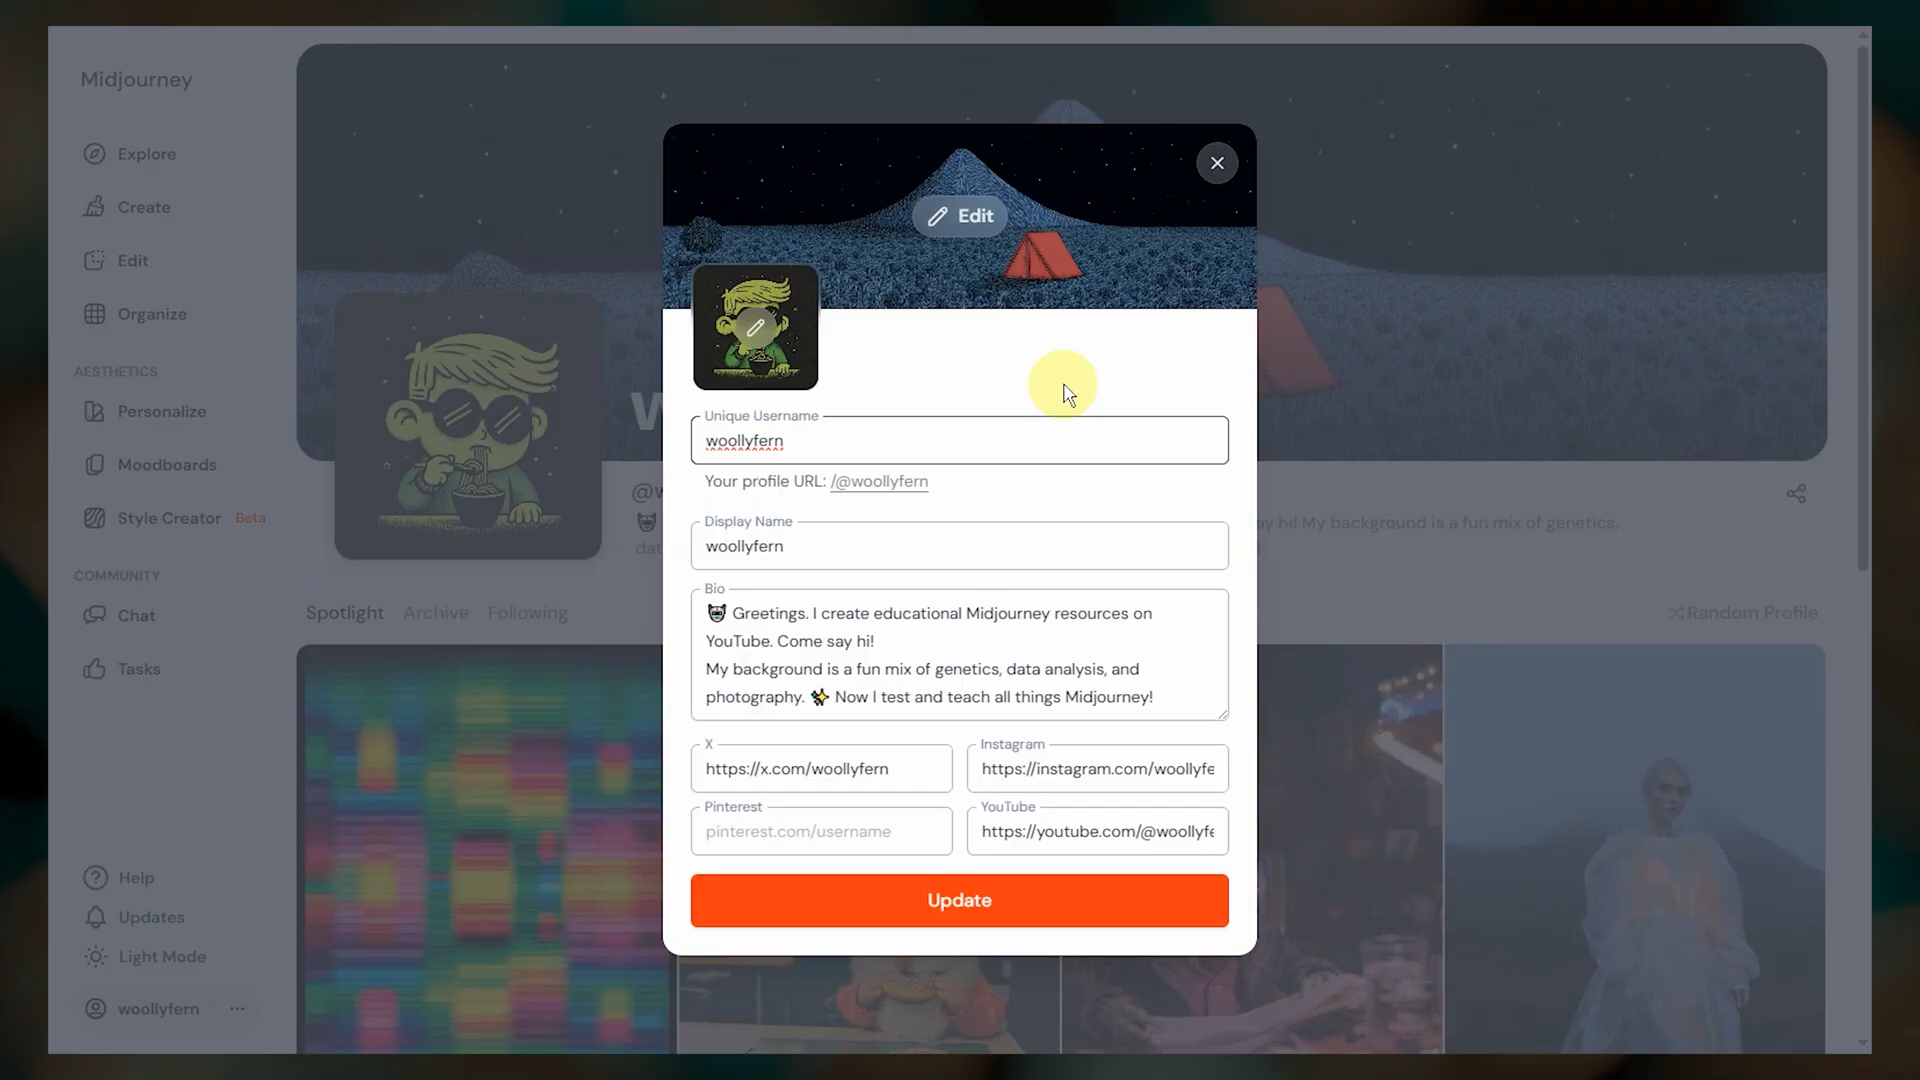 Midjourney
Explore
Create
Edit
Organize
AESTHETICS
Personalize
Moodboards
Style Creator Beta
COMMUNITY
Chat
Tasks
Help
Updates
Light Mode
woollyfern
Edit
Unique Username
woollyfern
Your profile URL: /@woollyfern
Display Name
woollyfern
Bio
Greetings. I create educational Midjourney resources on
YouTube. Come say hi!
My background is a fun mix of genetics, data analysis, and
photography. ✨ Now I test and teach all things Midjourney!
X
https://x.com/woollyfern
Instagram
https://instagram.com/woollyfe
Pinterest
pinterest.com/username
YouTube
https://youtube.com/@woollyfe
Update
W
@w
ay hi! My background is a fun mix of genetics,
dat
Spotlight Archive Following
Random Profile